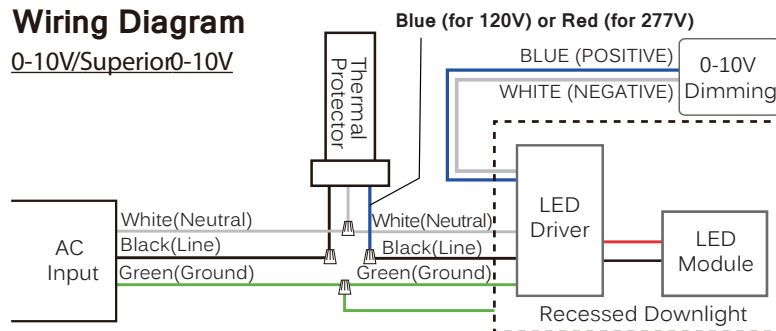 Wiring Diagram
0-10V/Superior0-10V
Blue (for 120V) or Red (for 277V)
Thermal
Protector
BLUE (POSITIVE)
WHITE (NEGATIVE)
0-10V
Dimming
AC
Input
White(Neutral)
Black(Line)
Green(Ground)
White(Neutral)
Black(Line)
Green(Ground)
LED
Driver
LED
Module
Recessed Downlight